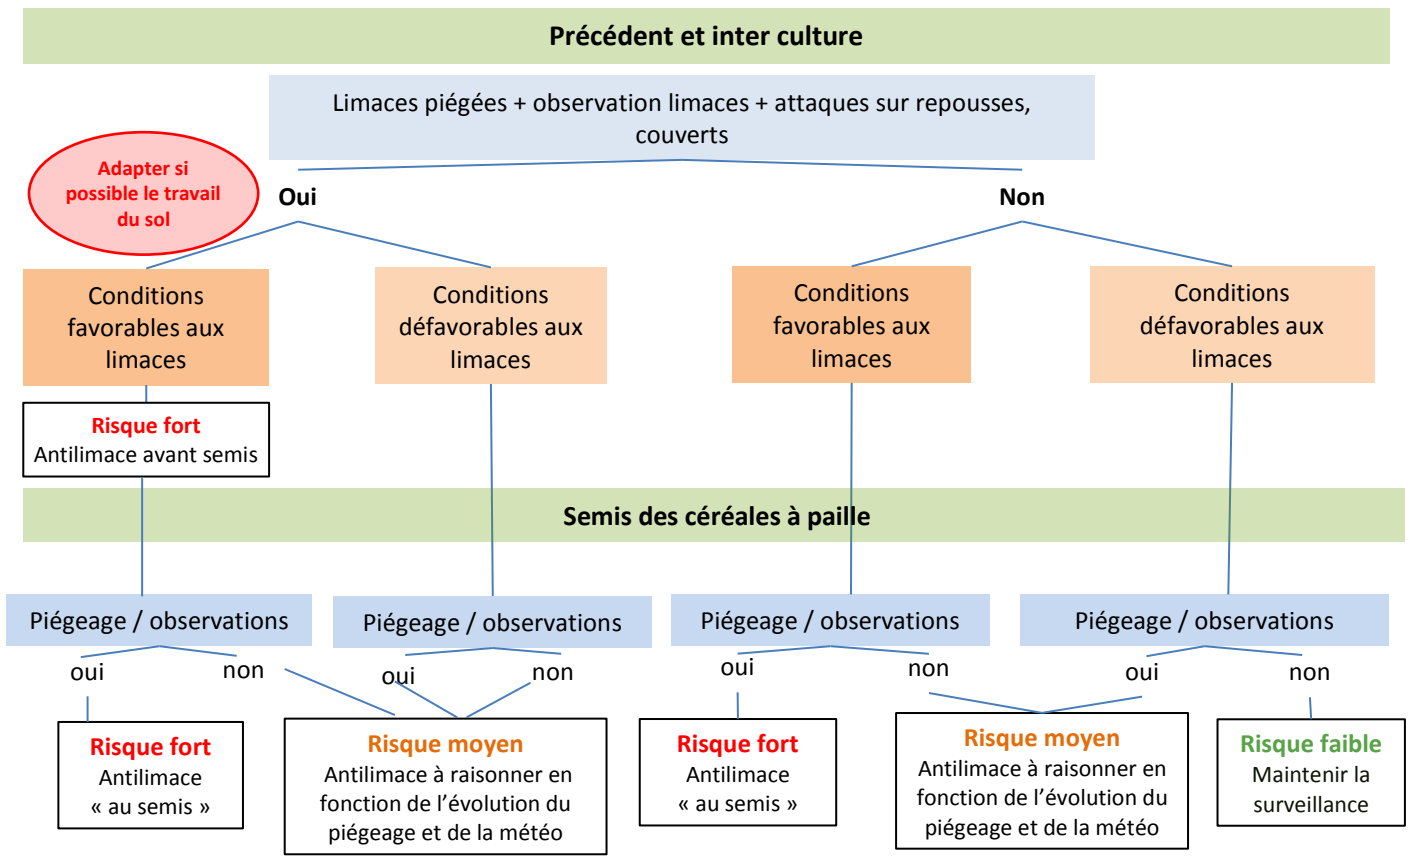 Précédent et inter culture
Limaces piégées + observation limaces + attaques sur repousses,
couverts
Adapter si
possible le travail
du sol
Oui
Non
Conditions
favorables aux
limaces
Conditions
défavorables aux
limaces
Conditions
favorables aux
limaces
Conditions
défavorables aux
limaces
Risque fort
Antilimace avant semis
Semis des céréales à paille
Piégeage / observations
Piégeage / observations
Piégeage / observations
Piégeage / observations
oui
non
oui
non
oui
non
oui
non
Risque fort
Antilimace
« au semis »
Risque moyen
Antilimace à raisonner en
fonction de l’évolution du
piégeage et de la météo
Risque fort
Antilimace
« au semis »
Risque moyen
Antilimace à raisonner en
fonction de l’évolution du
piégeage et de la météo
Risque faible
Maintenir la
surveillance